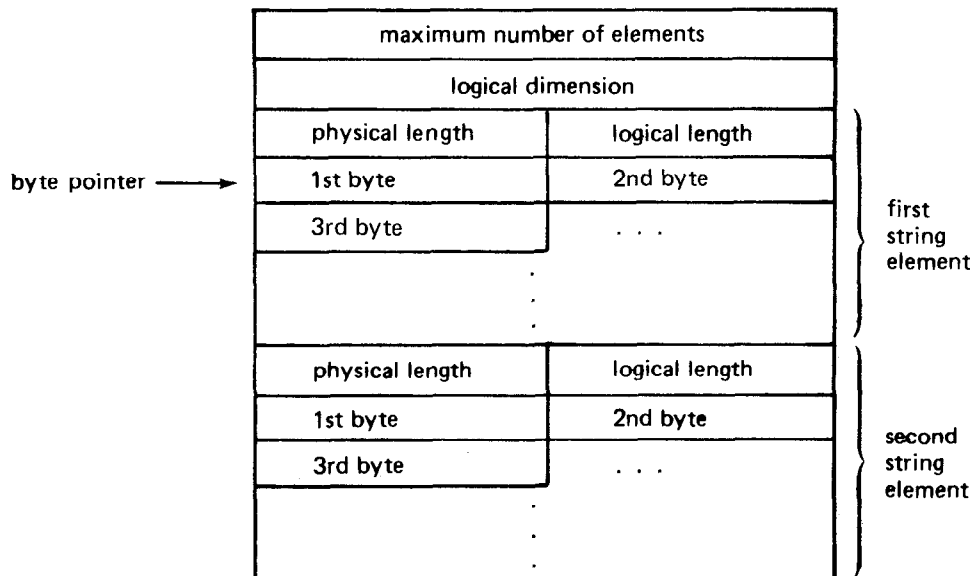 maximum number of elements
logical dimension
physical length logical length
byte pointer 1st byte 2nd byte
3rd byte . . .
first
string
element
physical length logical length
1st byte 2nd byte
3rd byte . . .
second
string
element